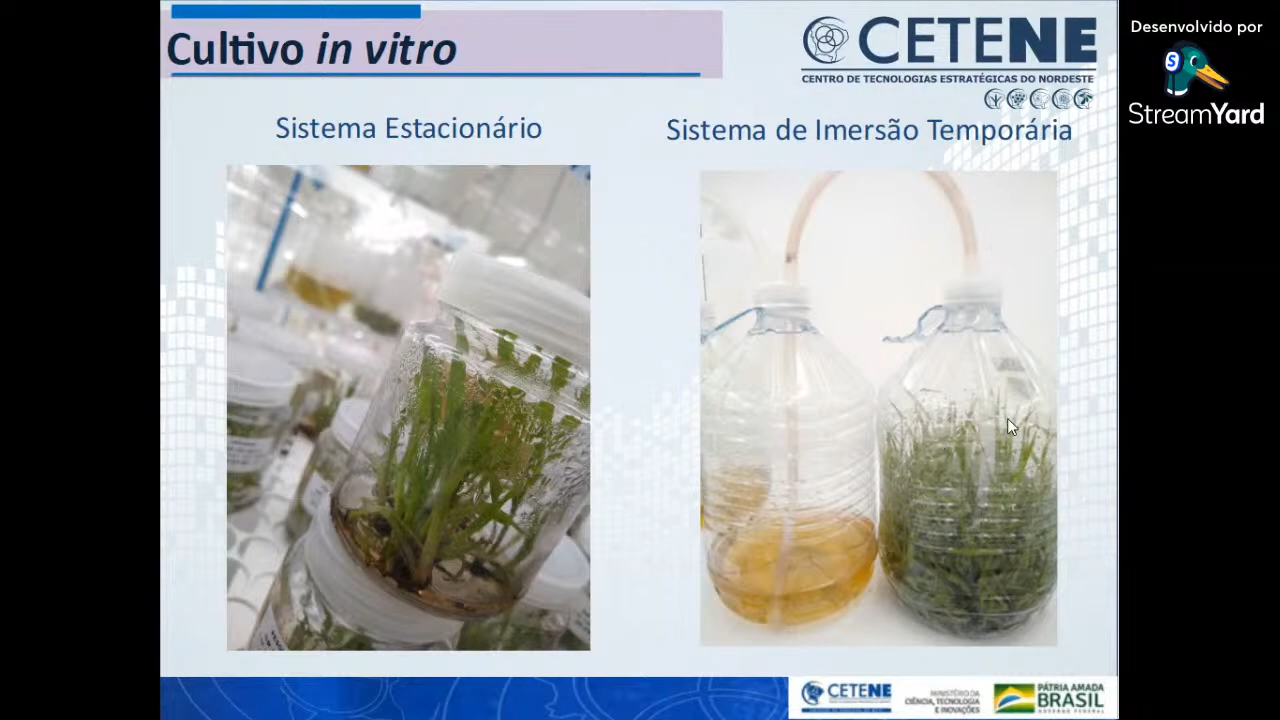 Cultivo in vitro
CETENE
CENTRO DE TECNOLOGIAS ESTRATÉGICAS DO NORDESTE
Desenvolvido por
StreamYard
Sistema Estacionário
Sistema de Imersão Temporária
CETENE
MINISTÉRIO DA
CIÊNCIA, TECNOLOGIA
E INOVAÇÕES
PÁTRIA AMADA
BRASIL
GOVERNO FEDERAL